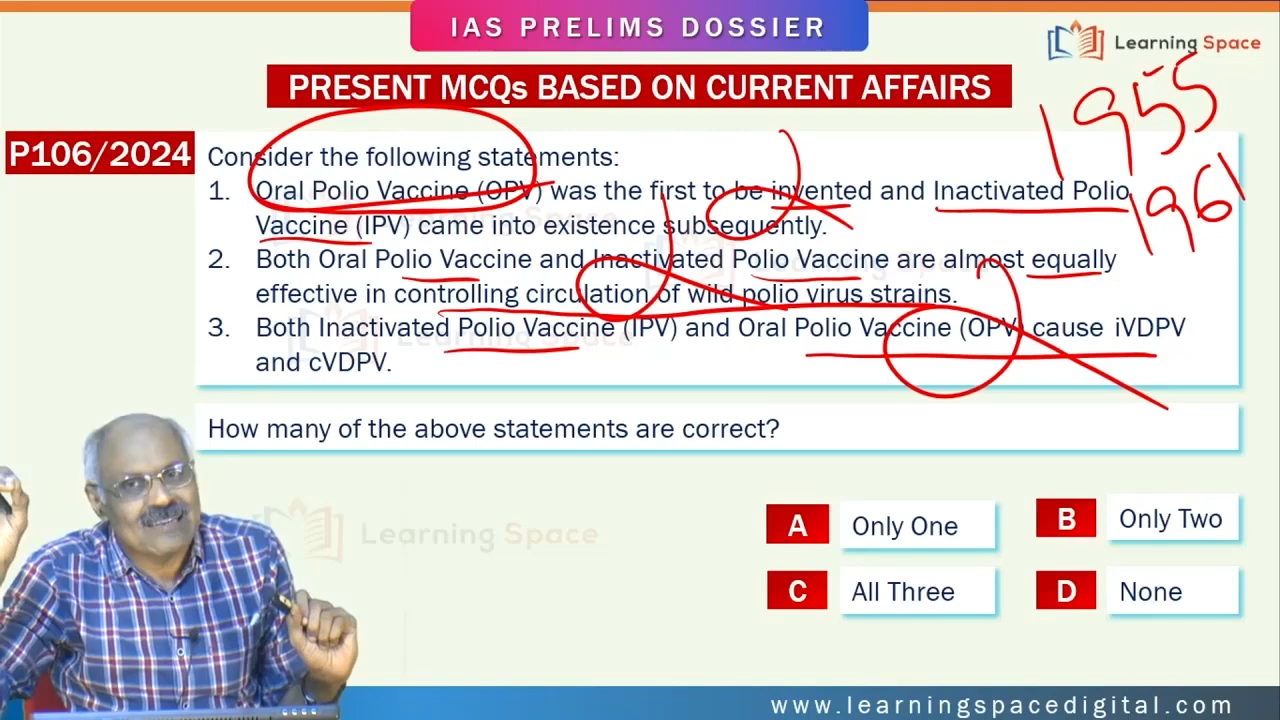 IAS PRELIMS DOSSIER
Learning Space
PRESENT MCQs BASED ON CURRENT AFFAIRS
1955
1961
P106/2024
Consider the following statements:
1. Oral Polio Vaccine (OPV) was the first to be invented and Inactivated Polio
Vaccine (IPV) came into existence subsequently.
2. Both Oral Polio Vaccine and Inactivated Polio Vaccine are almost equally
effective in controlling circulation of wild polio virus strains.
3. Both Inactivated Polio Vaccine (IPV) and Oral Polio Vaccine (OPV) cause iVDPV
and cVDPV.
How many of the above statements are correct?
A Only One
B Only Two
C All Three
D None
Learning Space
www.learningspacedigital.com